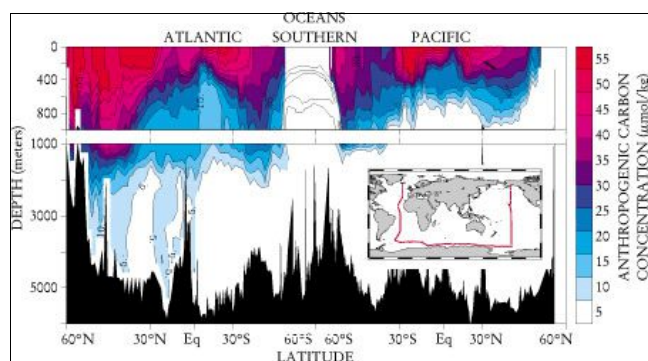 OCEANS
ATLANTIC SOUTHERN PACIFIC
0
400
800
1000
3000
5000
DEPTH (meters)
60°N 30°N Eq 30°S 60°S 60°S 30°S Eq 30°N 60°N
LATITUDE
55
50
45
40
35
30
25
20
15
10
5
ANTHROPOGENIC CARBON
CONCENTRATION (µmol/kg)